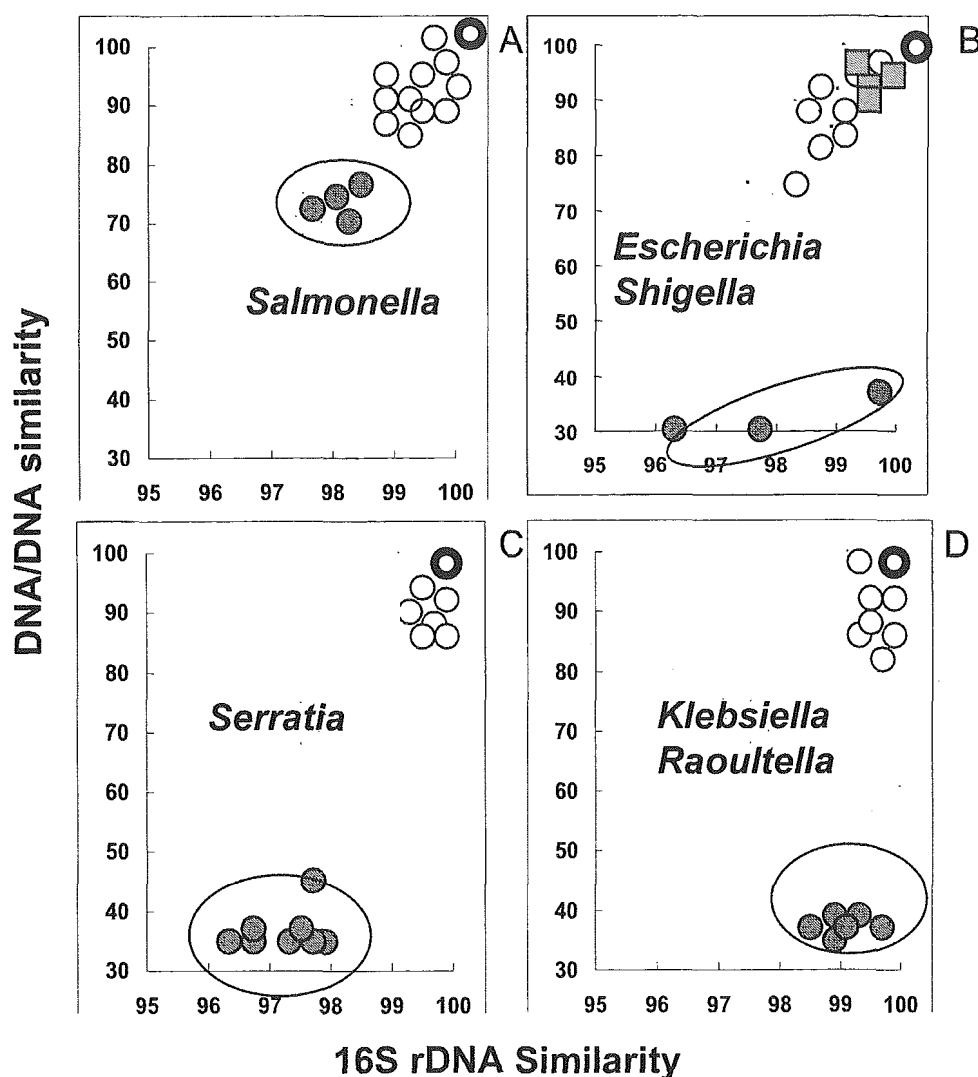 DNA/DNA similarity
A
100
90
80
70
60
50
40
30
95 96 97 98 99 100
Salmonella
B
100
90
80
70
60
50
40
30
95 96 97 98 99 100
Escherichia
Shigella
C
100
90
80
70
60
50
40
30
95 96 97 98 99 100
Serratia
D
100
90
80
70
60
50
40
30
95 96 97 98 99 100
Klebsiella
Raoultella
16S rDNA Similarity